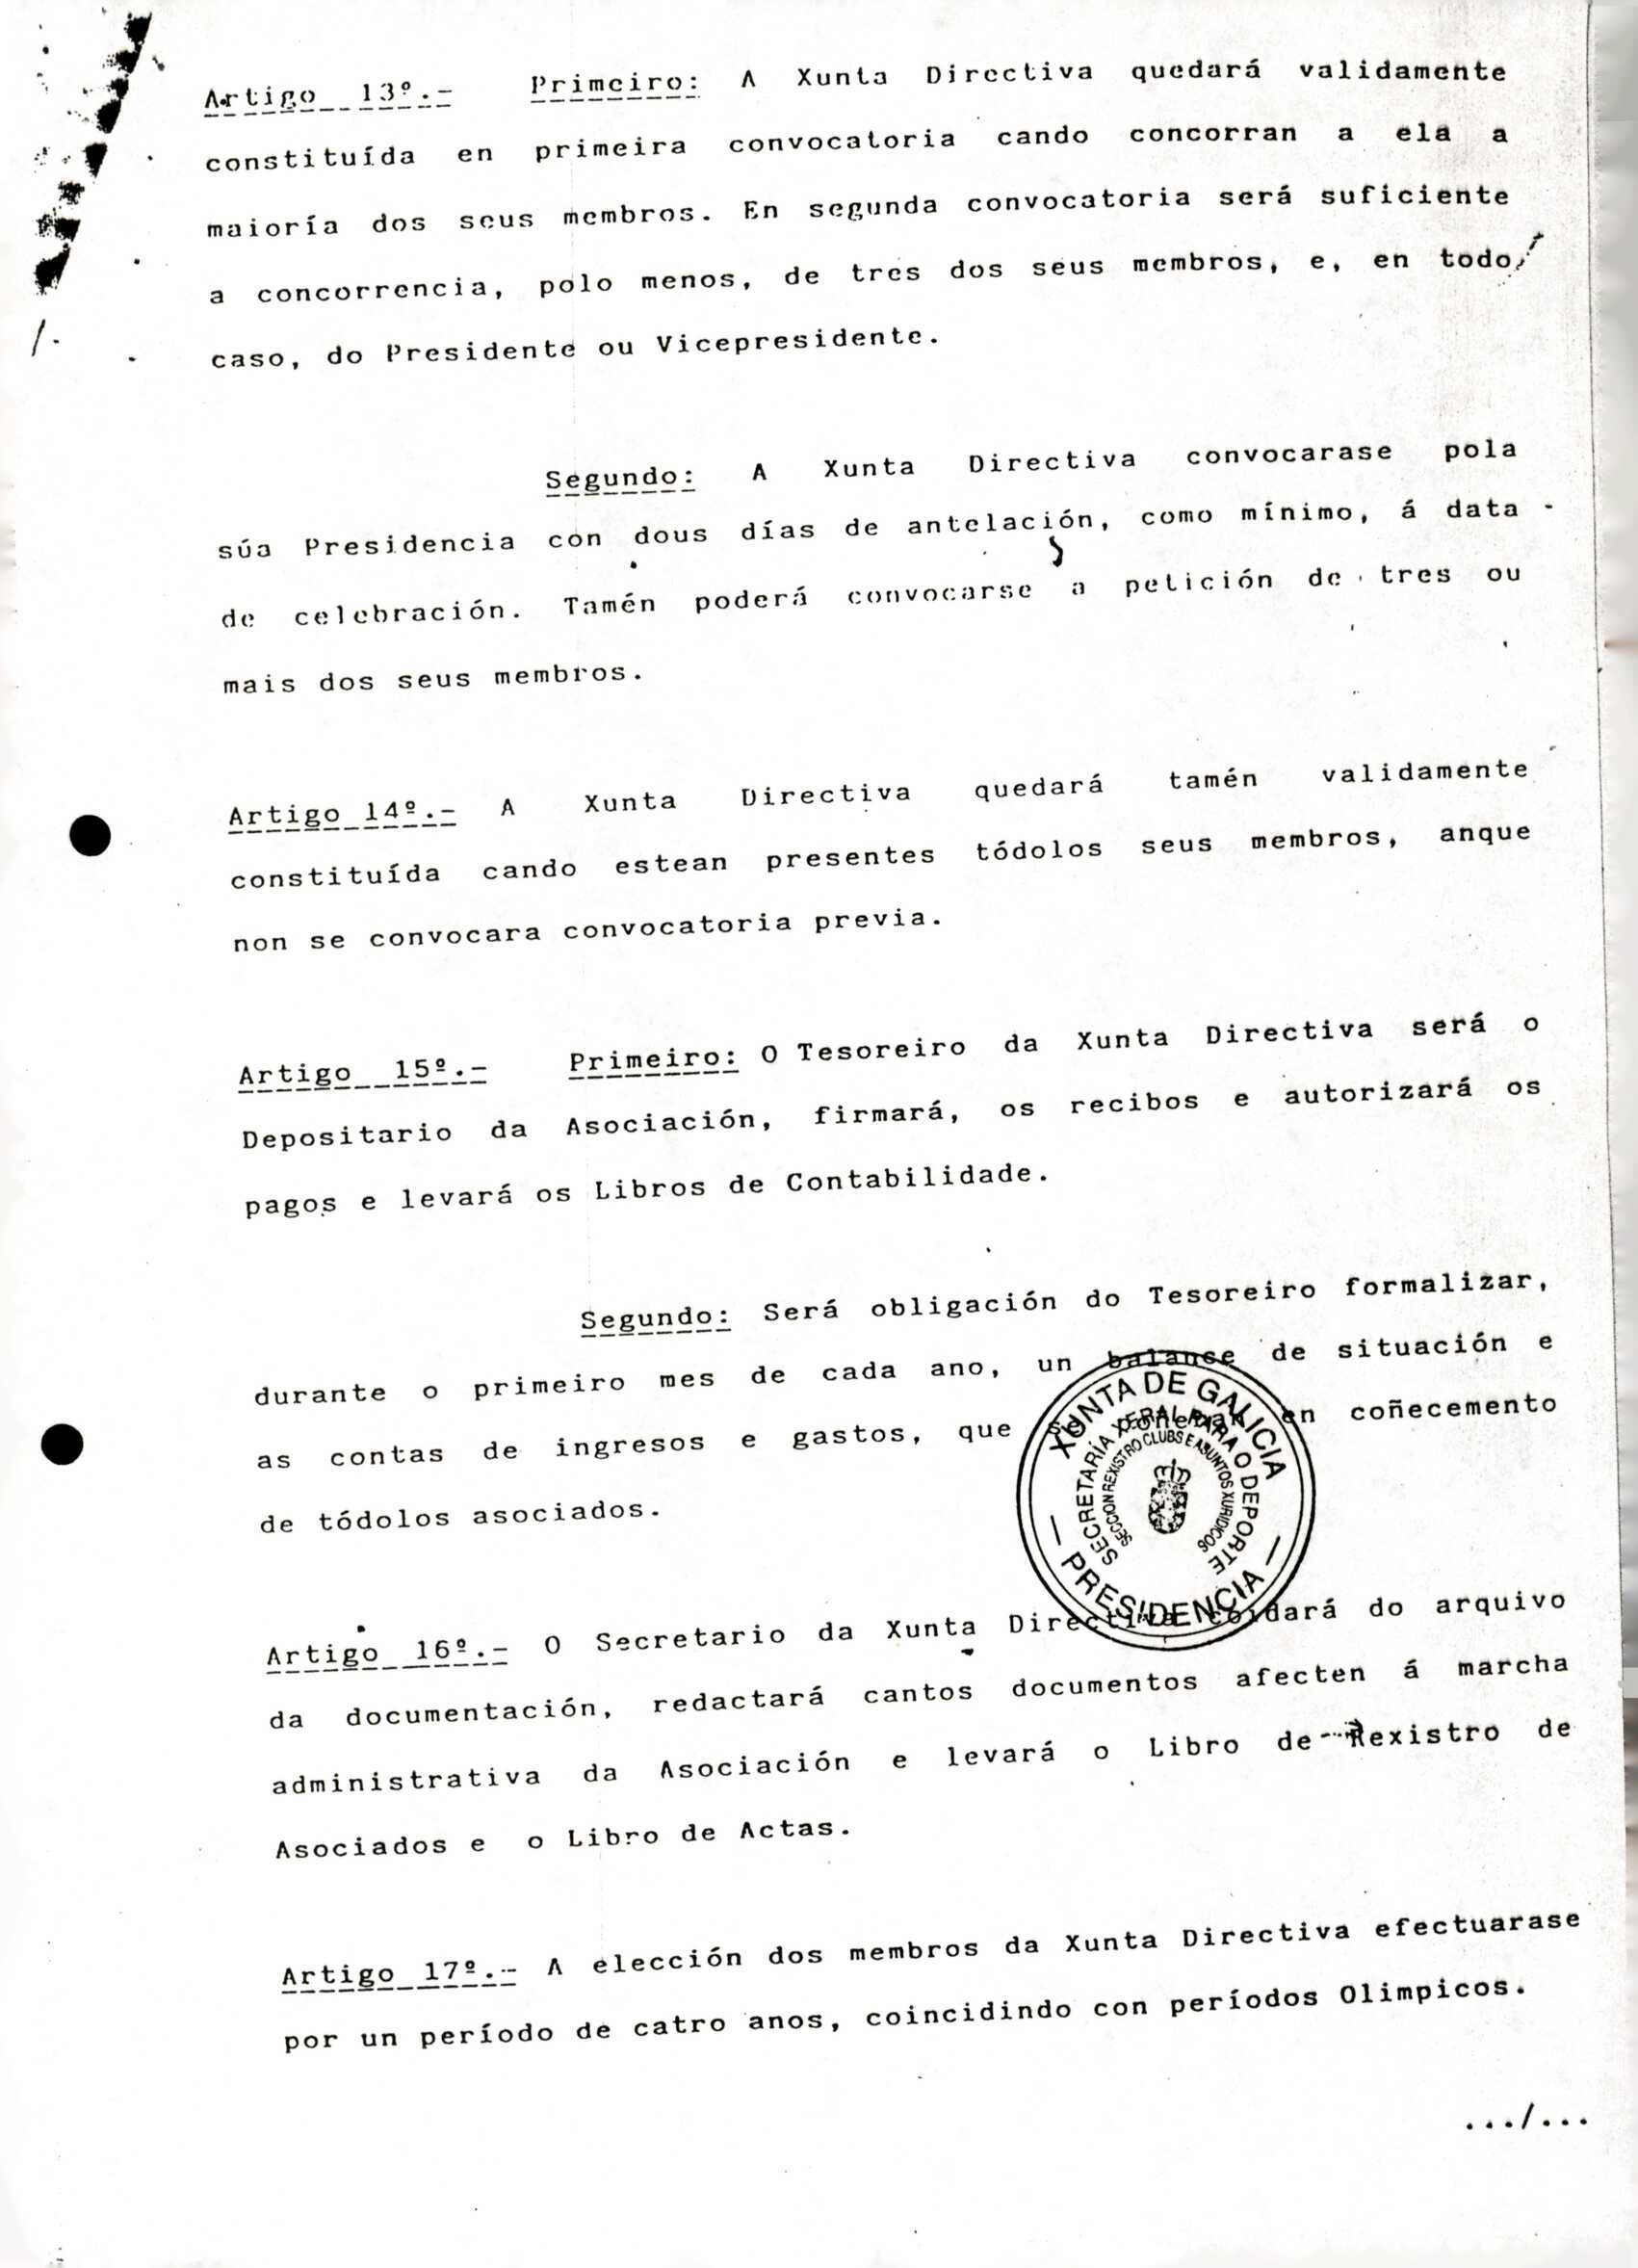 Artigo 13º.- Primeiro: A Xunta Directiva quedará validamente
constituída en primeira convocatoria cando concorran a ela a
maioría dos seus membros. En segunda convocatoria será suficiente
a concorrencia, polo menos, de tres dos seus membros, e, en todo
caso, do Presidente ou Vicepresidente.
Segundo: A Xunta Directiva convocarase pola
súa Presidencia con dous días de antelación, como mínimo, á data
de celebración. Tamén poderá convocarse a petición de tres ou
mais dos seus membros.
Artigo 14º.- A Xunta Directiva quedará tamén validamente
constituída cando estean presentes tódolos seus membros, anque
non se convocara convocatoria previa.
Artigo 15º.- Primeiro: O Tesoreiro da Xunta Directiva será o
Depositario da Asociación, firmará, os recibos e autorizará os
pagos e levará os Libros de Contabilidade.
Segundo: Será obligación do Tesoreiro formalizar,
durante o primeiro mes de cada ano, un balance de situación e
as contas de ingresos e gastos, que se en coñecemento
de tódolos asociados.
XUNTA DE GALICIA
SECRETARÍA XERAL PARA O DEPORTE
SECCION REXISTRO CLUBS E ASUNTOS XURIDICOS
— PRESIDENCIA —
Artigo 16º.- O Secretario da Xunta Directiva coidará do arquivo
da documentación, redactará cantos documentos afecten á marcha
administrativa da Asociación e levará o Libro de Rexistro de
Asociados e o Libro de Actas.
Artigo 17º.- A elección dos membros da Xunta Directiva efectuarase
por un período de catro anos, coincidindo con períodos Olimpicos.
.../...